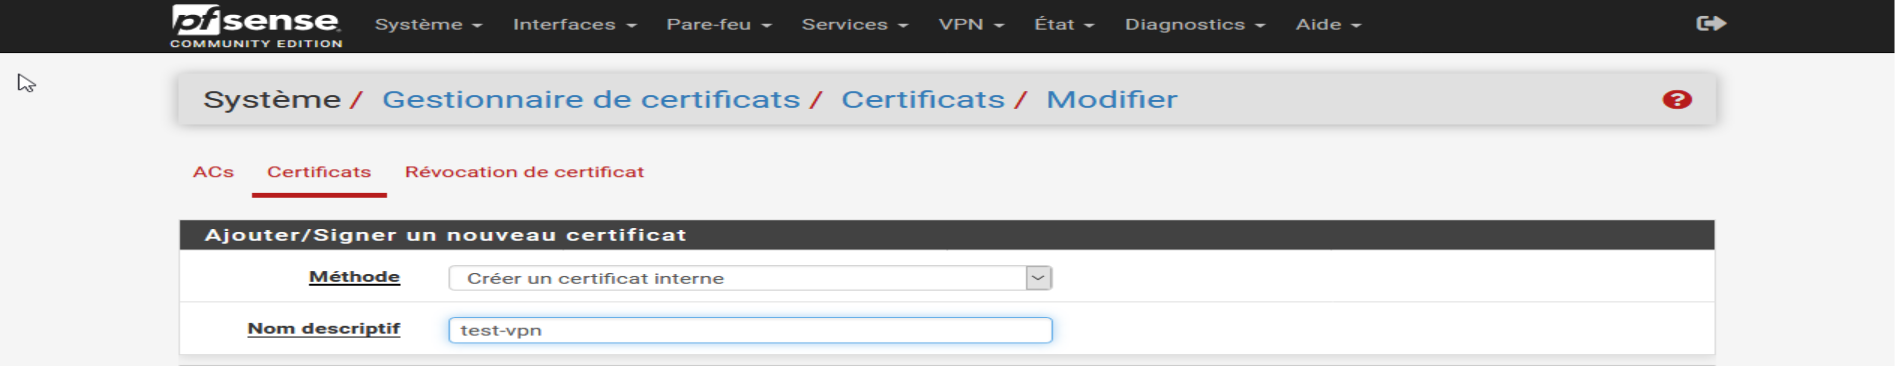 pfsense
COMMUNITY EDITION
Système Interfaces Pare-feu Services VPN État Diagnostics Aide
Système / Gestionnaire de certificats / Certificats / Modifier
ACs Certificats Révocation de certificat
Ajouter/Signer un nouveau certificat
Méthode Créer un certificat interne
Nom descriptif test-vpn